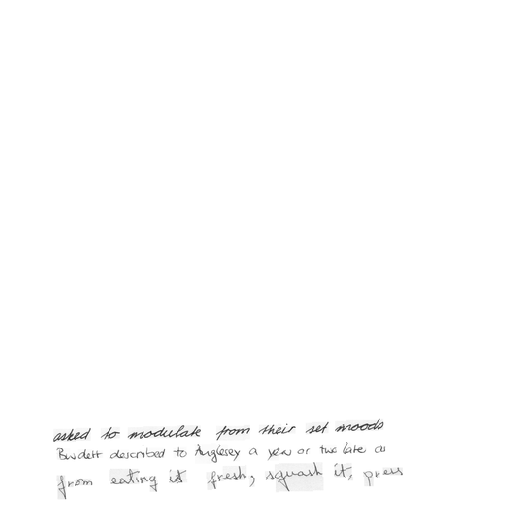 asked to modulate from their set moods
Burdett described to Anglesey a year or two late as
from eating it fresh, squash it, press